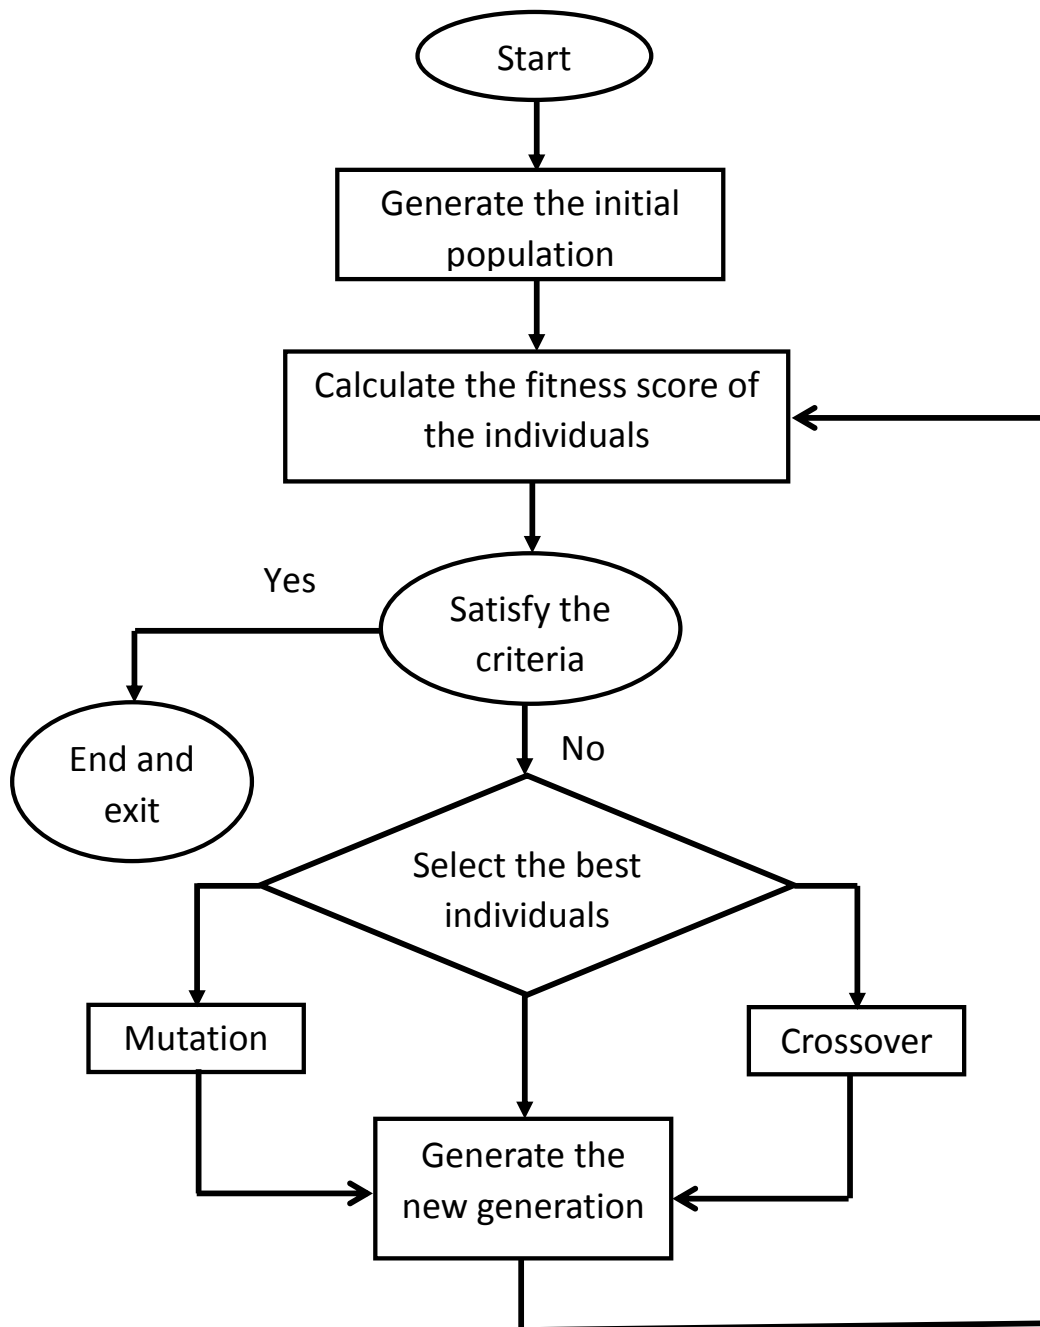 Start
Generate the initial
population
Calculate the fitness score of
the individuals
Yes
Satisfy the
criteria
End and
exit
No
Select the best
individuals
Mutation
Crossover
Generate the
new generation